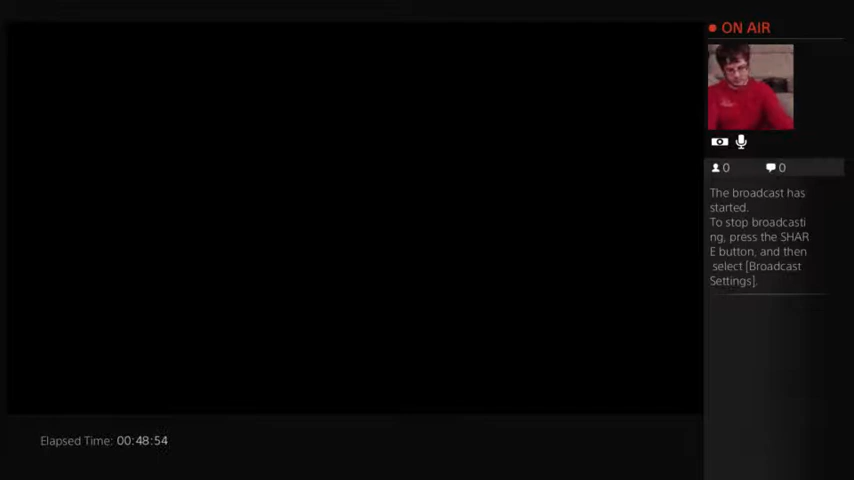 ON AIR
0 0
The broadcast has
started.
To stop broadcasti
ng, press the SHAR
E button, and then
select [Broadcast
Settings].
Elapsed Time: 00:48:54